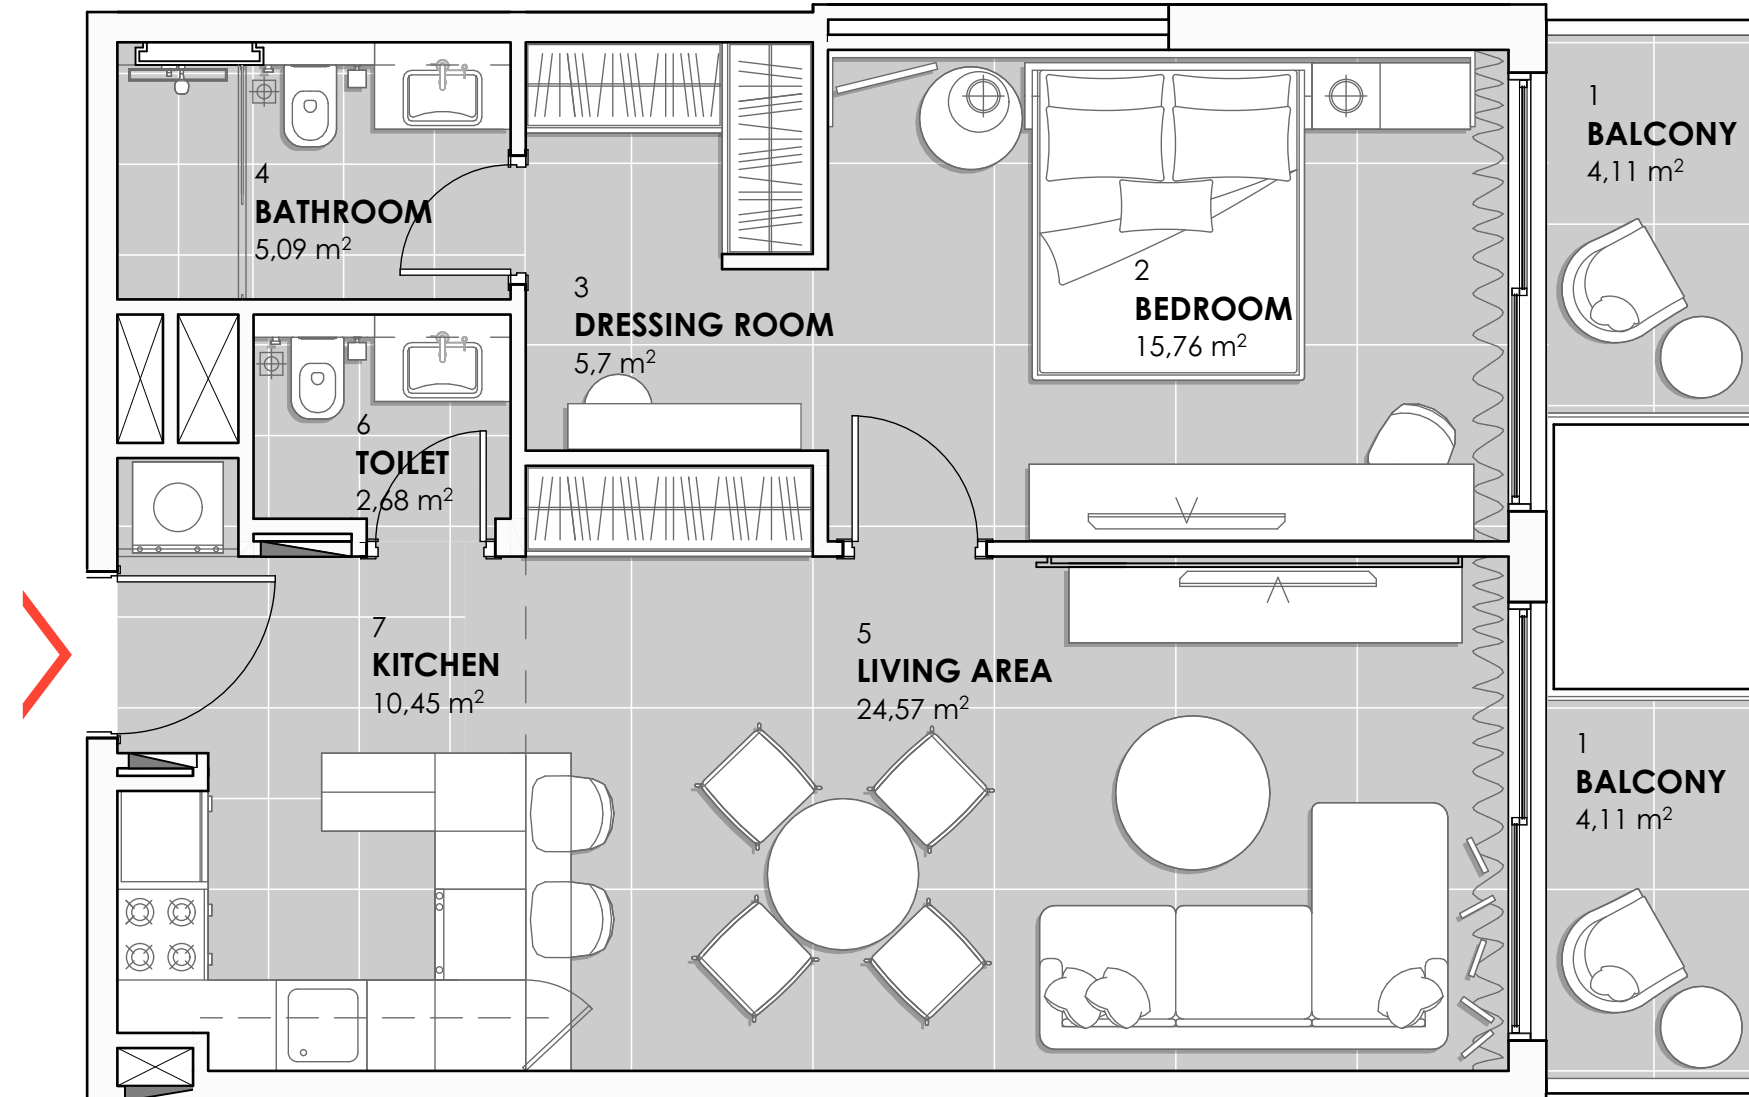 1
BALCONY
4,11 m²
4
BATHROOM
5,09 m²
3
DRESSING ROOM
5,7 m²
2
BEDROOM
15,76 m²
6
TOILET
2,68 m²
7
KITCHEN
10,45 m²
5
LIVING AREA
24,57 m²
1
BALCONY
4,11 m²